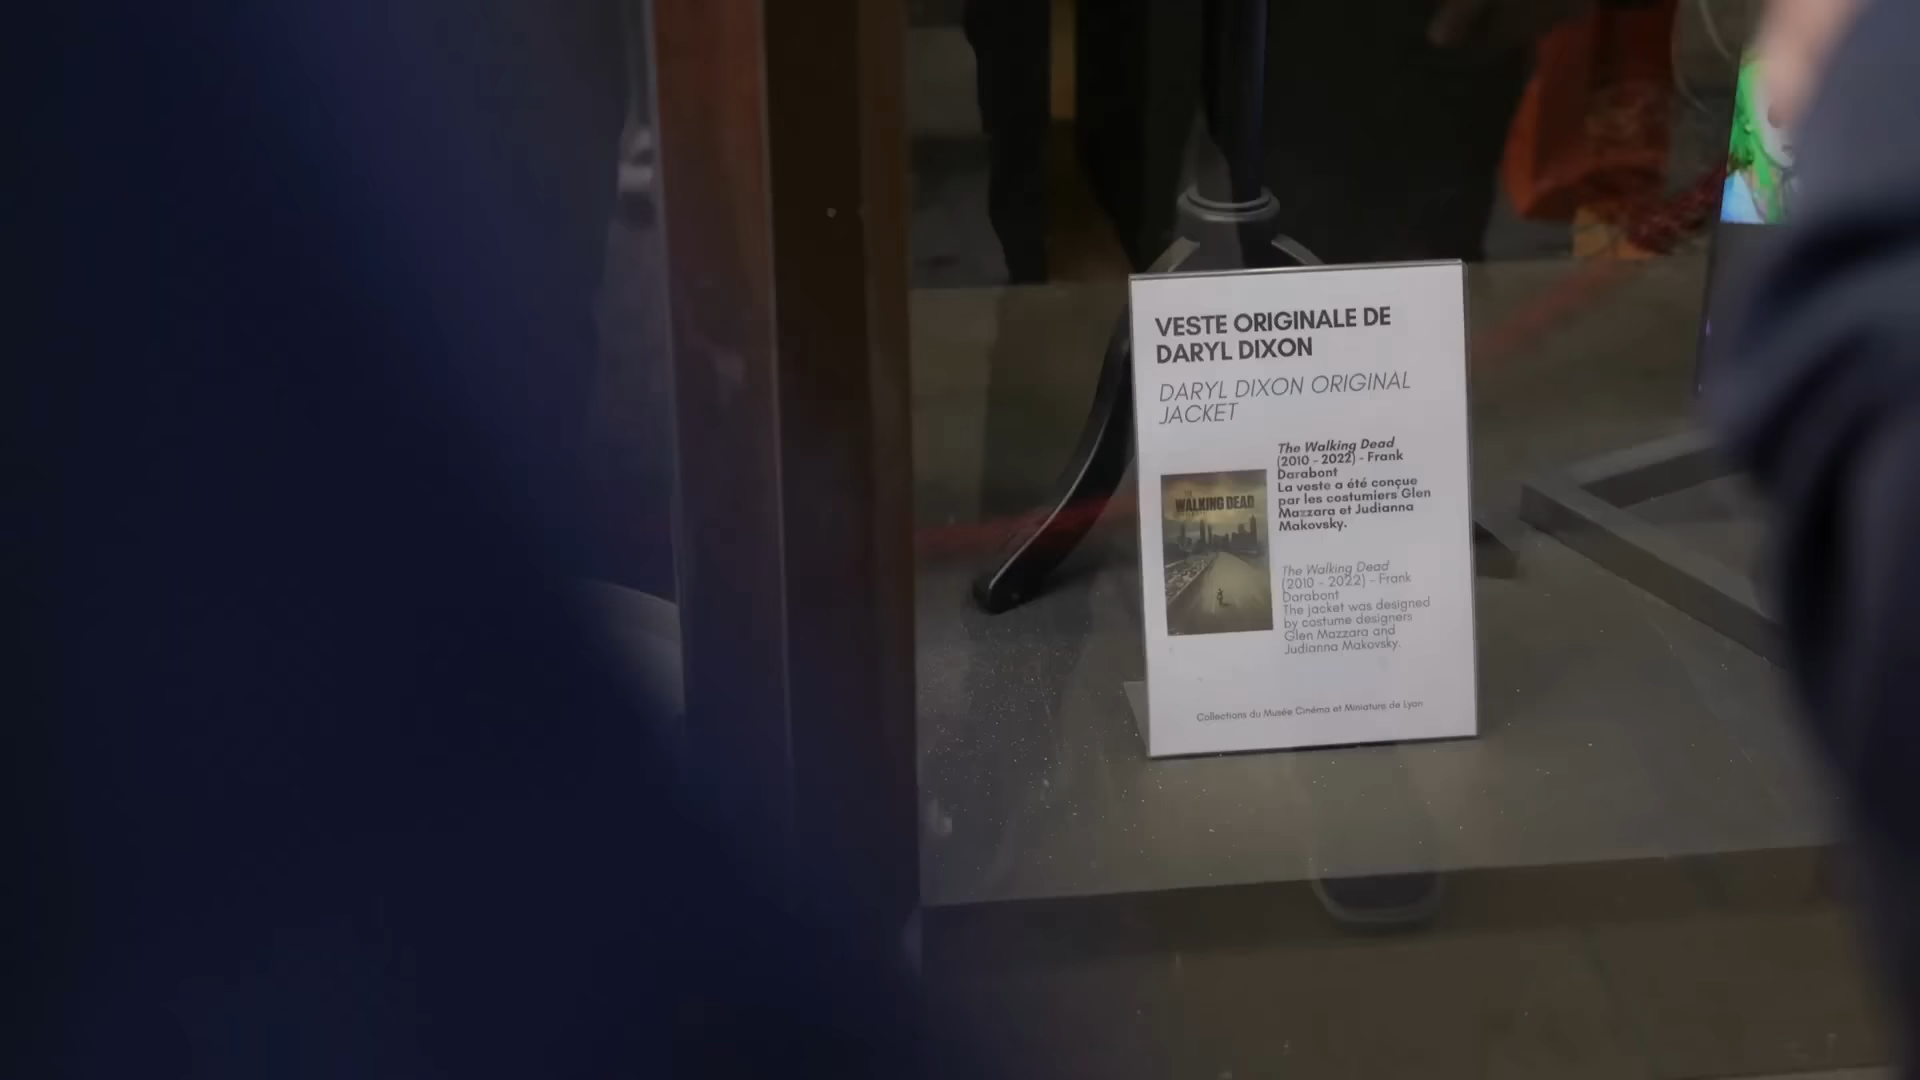 VESTE ORIGINALE DE
DARYL DIXON
DARYL DIXON ORIGINAL
JACKET
The Walking Dead
(2010 - 2022) - Frank
Darabont
La veste a été conçue
par les costumiers Glen
Mazzara et Judianna
Makovsky.
WALKING DEAD
The Walking Dead
(2010 - 2022) - Frank
Darabont
The jacket was designed
by costume designers
Glen Mazzara and
Judianna Makovsky.
Collections du Musée Cinéma et Miniature de Lyon